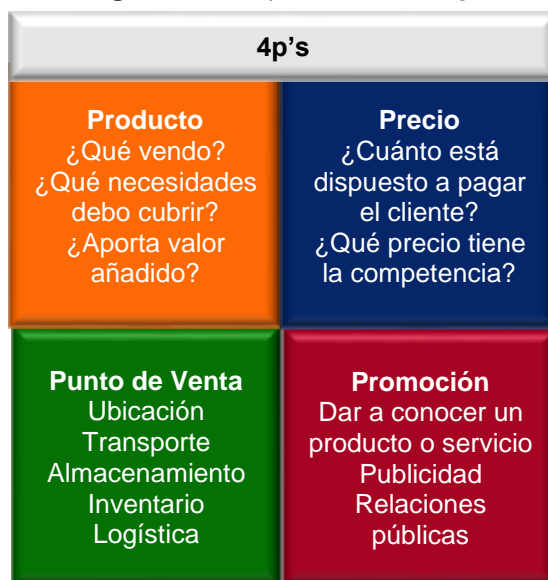 4p's
Producto
¿Qué vendo?
¿Qué necesidades
debo cubrir?
¿Aporta valor
añadido?
Precio
¿Cuánto está
dispuesto a pagar
el cliente?
¿Qué precio tiene
la competencia?
Punto de Venta
Ubicación
Transporte
Almacenamiento
Inventario
Logística
Promoción
Dar a conocer un
producto o servicio
Publicidad
Relaciones
públicas